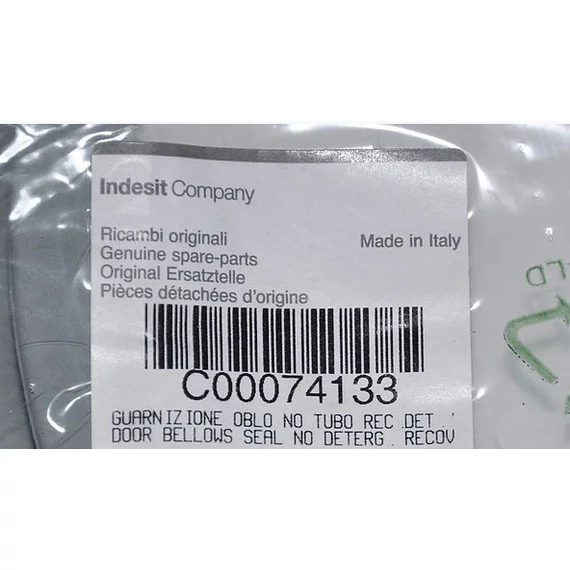 Indesit Company
Ricambi originali
Made in Italy
Genuine spare-parts
Original Ersatztelle
Pièces détachées d'origine
C00074133
GUARNIZIONE OBLO NO TUBO REC.DET.'
DOOR BELLOWS SEAL NO DETERG. RECOV